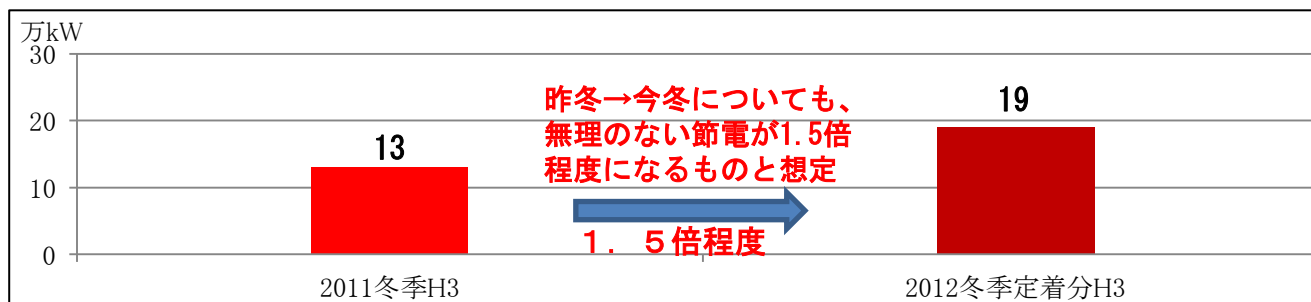 万kW
30
20
10
0
13
昨冬→今冬についても、
無理のない節電が1.5倍
程度になるものと想定
１．５倍程度
19
2011冬季H3
2012冬季定着分H3